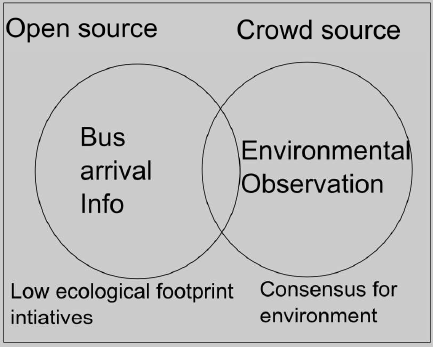 Open source
Crowd source
Bus
arrival
Info
Environmental
Observation
Low ecological footprint
intiatives
Consensus for
environment